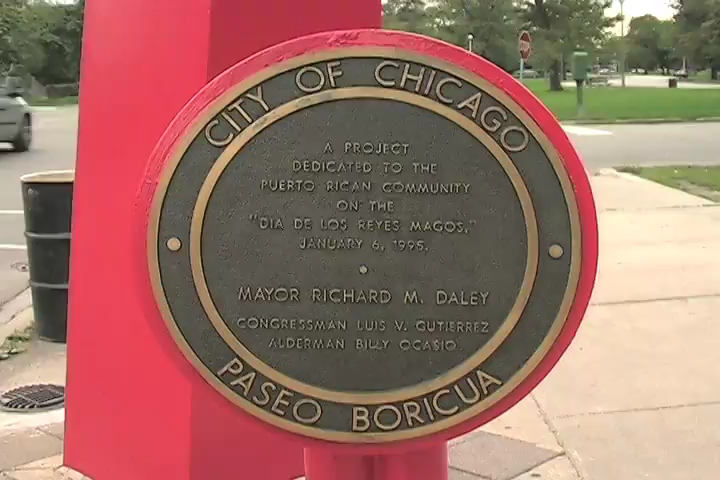 CITY OF CHICAGO
A PROJECT
DEDICATED TO THE
PUERTO RICAN COMMUNITY
ON THE
"DIA DE LOS REYES MAGOS,"
JANUARY 6, 1995.
MAYOR RICHARD M. DALEY
CONGRESSMAN LUIS V. GUTIERREZ
ALDERMAN BILLY OCASIO
PASEO BORICUA